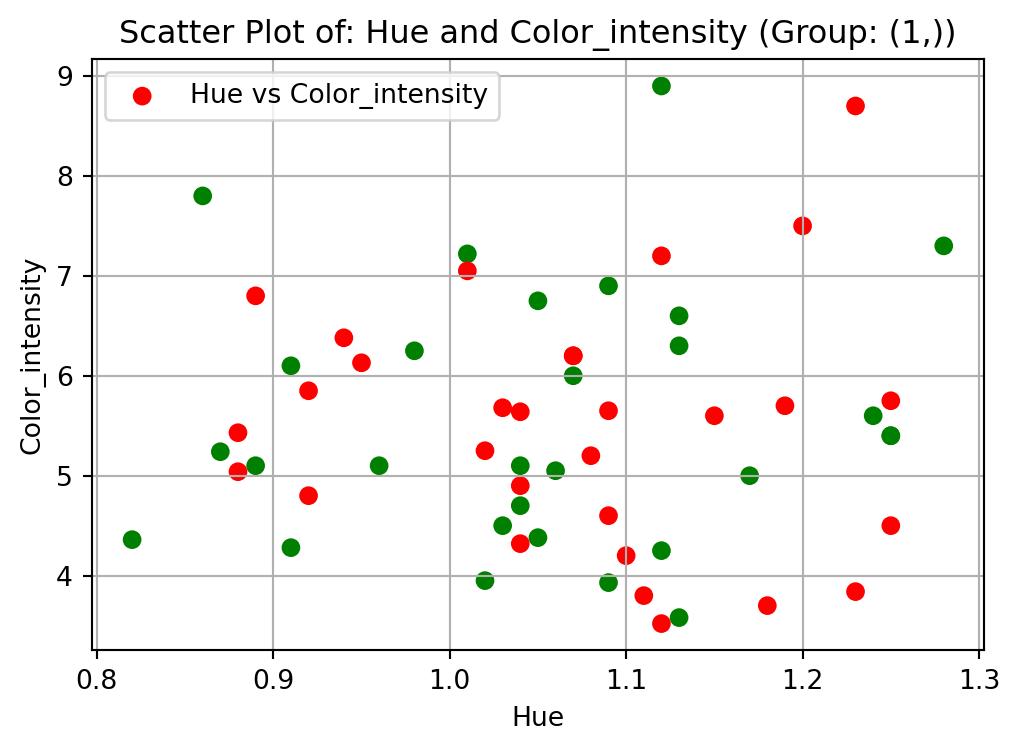 Scatter Plot of: Hue and Color_intensity (Group: (1,))
Hue vs Color_intensity
Color_intensity
9
8
7
6
5
4
0.8 0.9 1.0 1.1 1.2 1.3
Hue